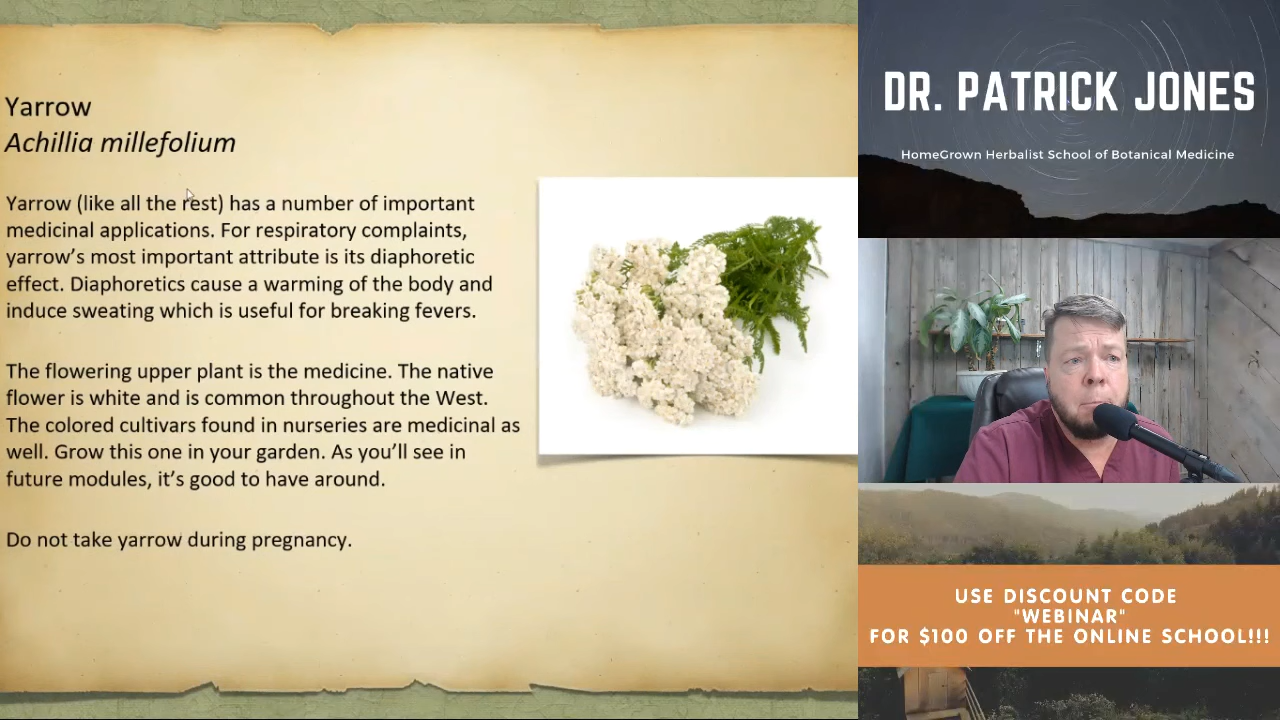 Yarrow
Achillia millefolium
Yarrow (like all the rest) has a number of important
medicinal applications. For respiratory complaints,
yarrow's most important attribute is its diaphoretic
effect. Diaphoretics cause a warming of the body and
induce sweating which is useful for breaking fevers.
The flowering upper plant is the medicine. The native
flower is white and is common throughout the West.
The colored cultivars found in nurseries are medicinal as
well. Grow this one in your garden. As you'll see in
future modules, it's good to have around.
Do not take yarrow during pregnancy.
DR. PATRICK JONES
HomeGrown Herbalist School of Botanical Medicine
USE DISCOUNT CODE
"WEBINAR"
FOR $100 OFF THE ONLINE SCHOOL!!!